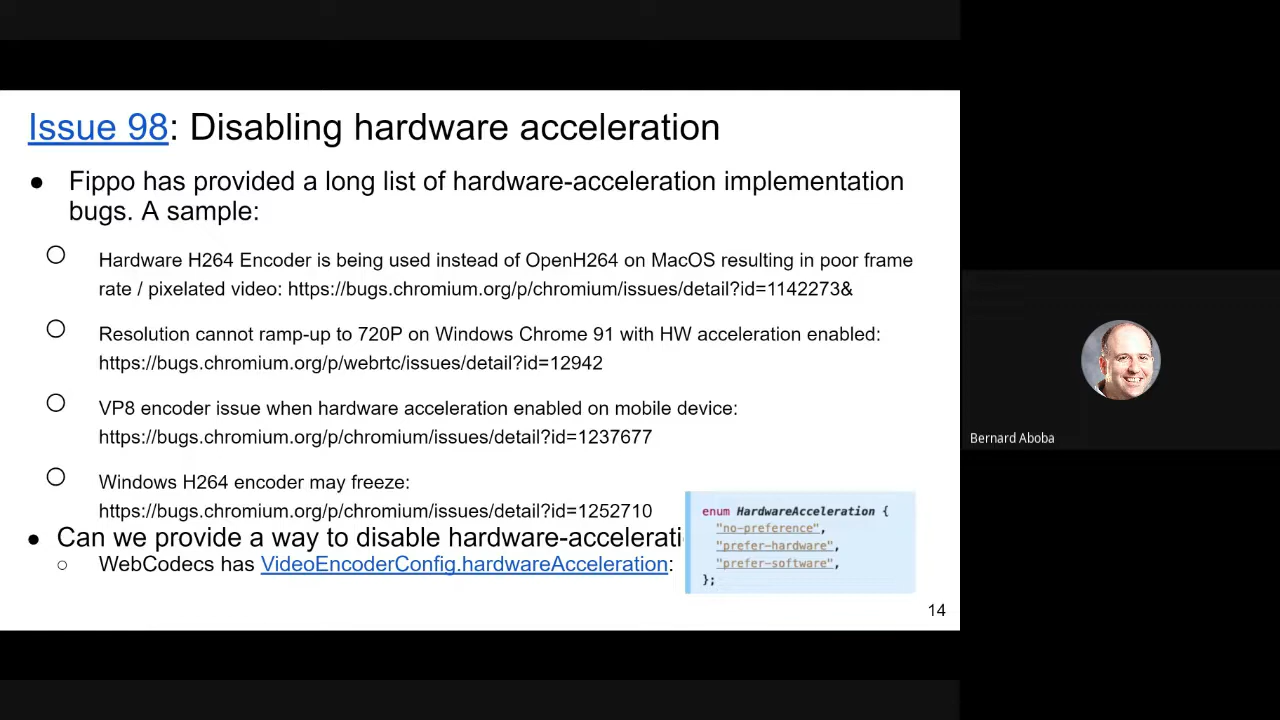 Issue 98: Disabling hardware acceleration
● Fippo has provided a long list of hardware-acceleration implementation
bugs. A sample:
○ Hardware H264 Encoder is being used instead of OpenH264 on MacOS resulting in poor frame
rate / pixelated video: https://bugs.chromium.org/p/chromium/issues/detail?id=1142273&
○ Resolution cannot ramp-up to 720P on Windows Chrome 91 with HW acceleration enabled:
https://bugs.chromium.org/p/webrtc/issues/detail?id=12942
○ VP8 encoder issue when hardware acceleration enabled on mobile device:
https://bugs.chromium.org/p/chromium/issues/detail?id=1237677
○ Windows H264 encoder may freeze:
https://bugs.chromium.org/p/chromium/issues/detail?id=1252710
● Can we provide a way to disable hardware-accelerati
○ WebCodecs has VideoEncoderConfig.hardwareAcceleration:
enum HardwareAcceleration {
"no-preference",
"prefer-hardware",
"prefer-software",
};
14
Bernard Aboba